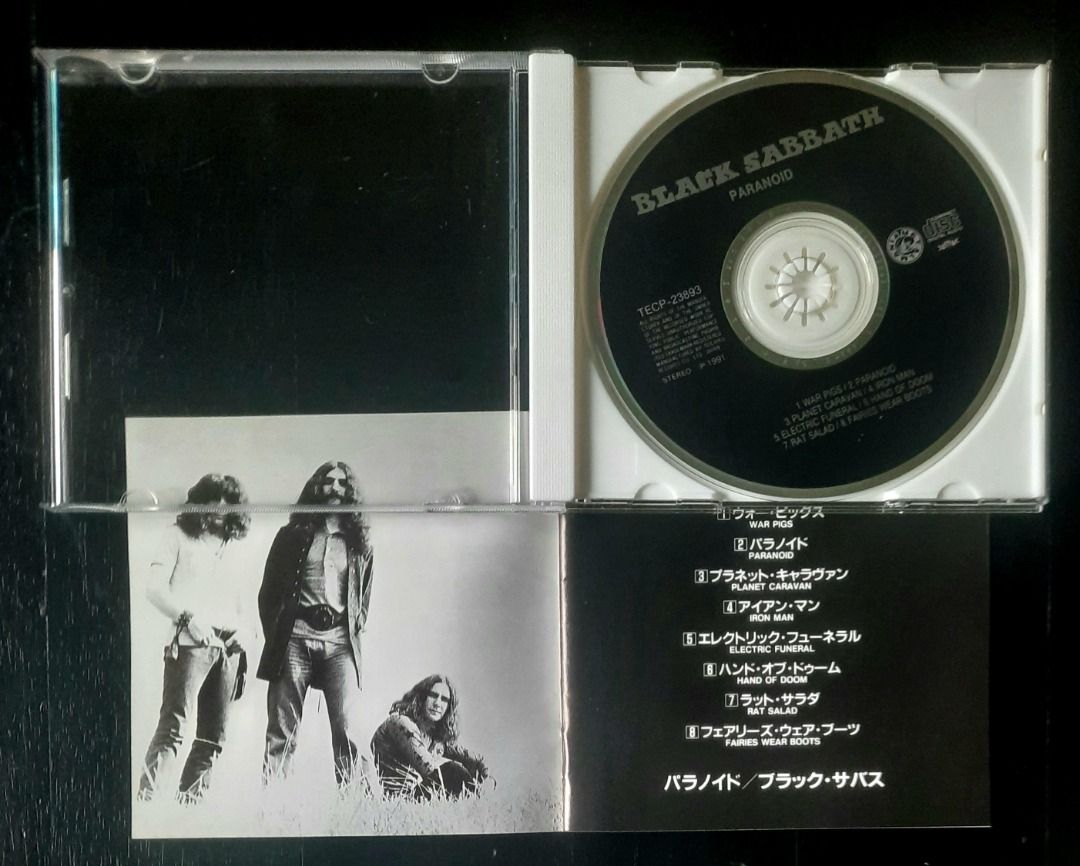 BLACK SABBATH
PARANOID
DISC
TECP-23893
STEREO Ⓟ 1991
1. WAR PIGS / 2. PARANOID
3. PLANET CARAVAN / 4. IRON MAN
5. ELECTRIC FUNERAL / 6. HAND OF DOOM
7. RAT SALAD / 8. FAIRIES WEAR BOOTS
1 ウォー・ピッグス
WAR PIGS
2 パラノイド
PARANOID
3 プラネット・キャラヴァン
PLANET CARAVAN
4 アイアン・マン
IRON MAN
5 エレクトリック・フューネラル
ELECTRIC FUNERAL
6 ハンド・オブ・ドゥーム
HAND OF DOOM
7 ラット・サラダ
RAT SALAD
8 フェアリーズ・ウェア・ブーツ
FAIRIES WEAR BOOTS
パラノイド／ブラック・サバス